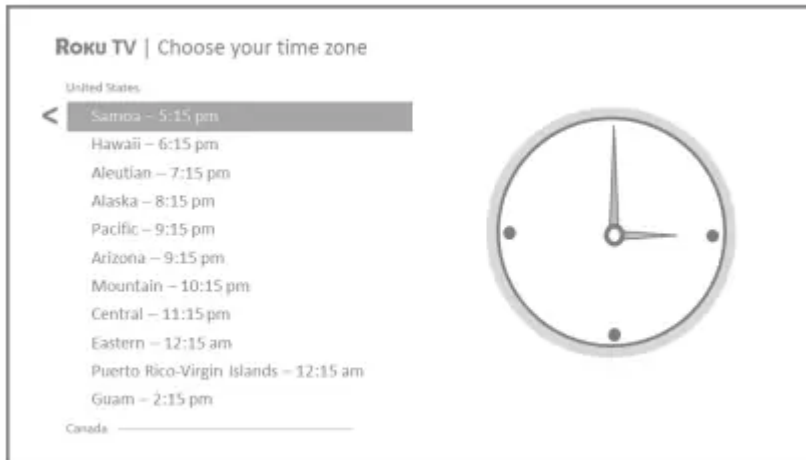 ROKU TV | Choose your time zone
United States
< Samoa – 5:15 pm
Hawaii – 6:15 pm
Aleutian – 7:15 pm
Alaska – 8:15 pm
Pacific – 9:15 pm
Arizona – 9:15 pm
Mountain – 10:15 pm
Central – 11:15 pm
Eastern – 12:15 am
Puerto Rico-Virgin Islands – 12:15 am
Guam – 2:15 pm
Canada